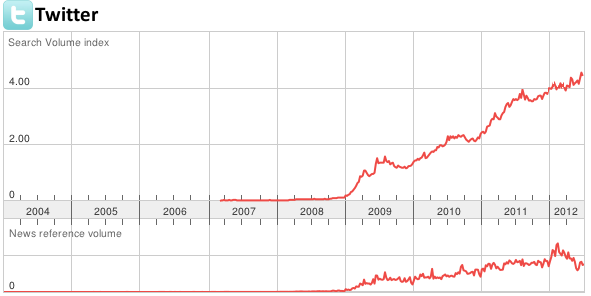 t Twitter
Search Volume index
4.00
2.00
0
2004 2005 2006 2007 2008 2009 2010 2011 2012
News reference volume
0